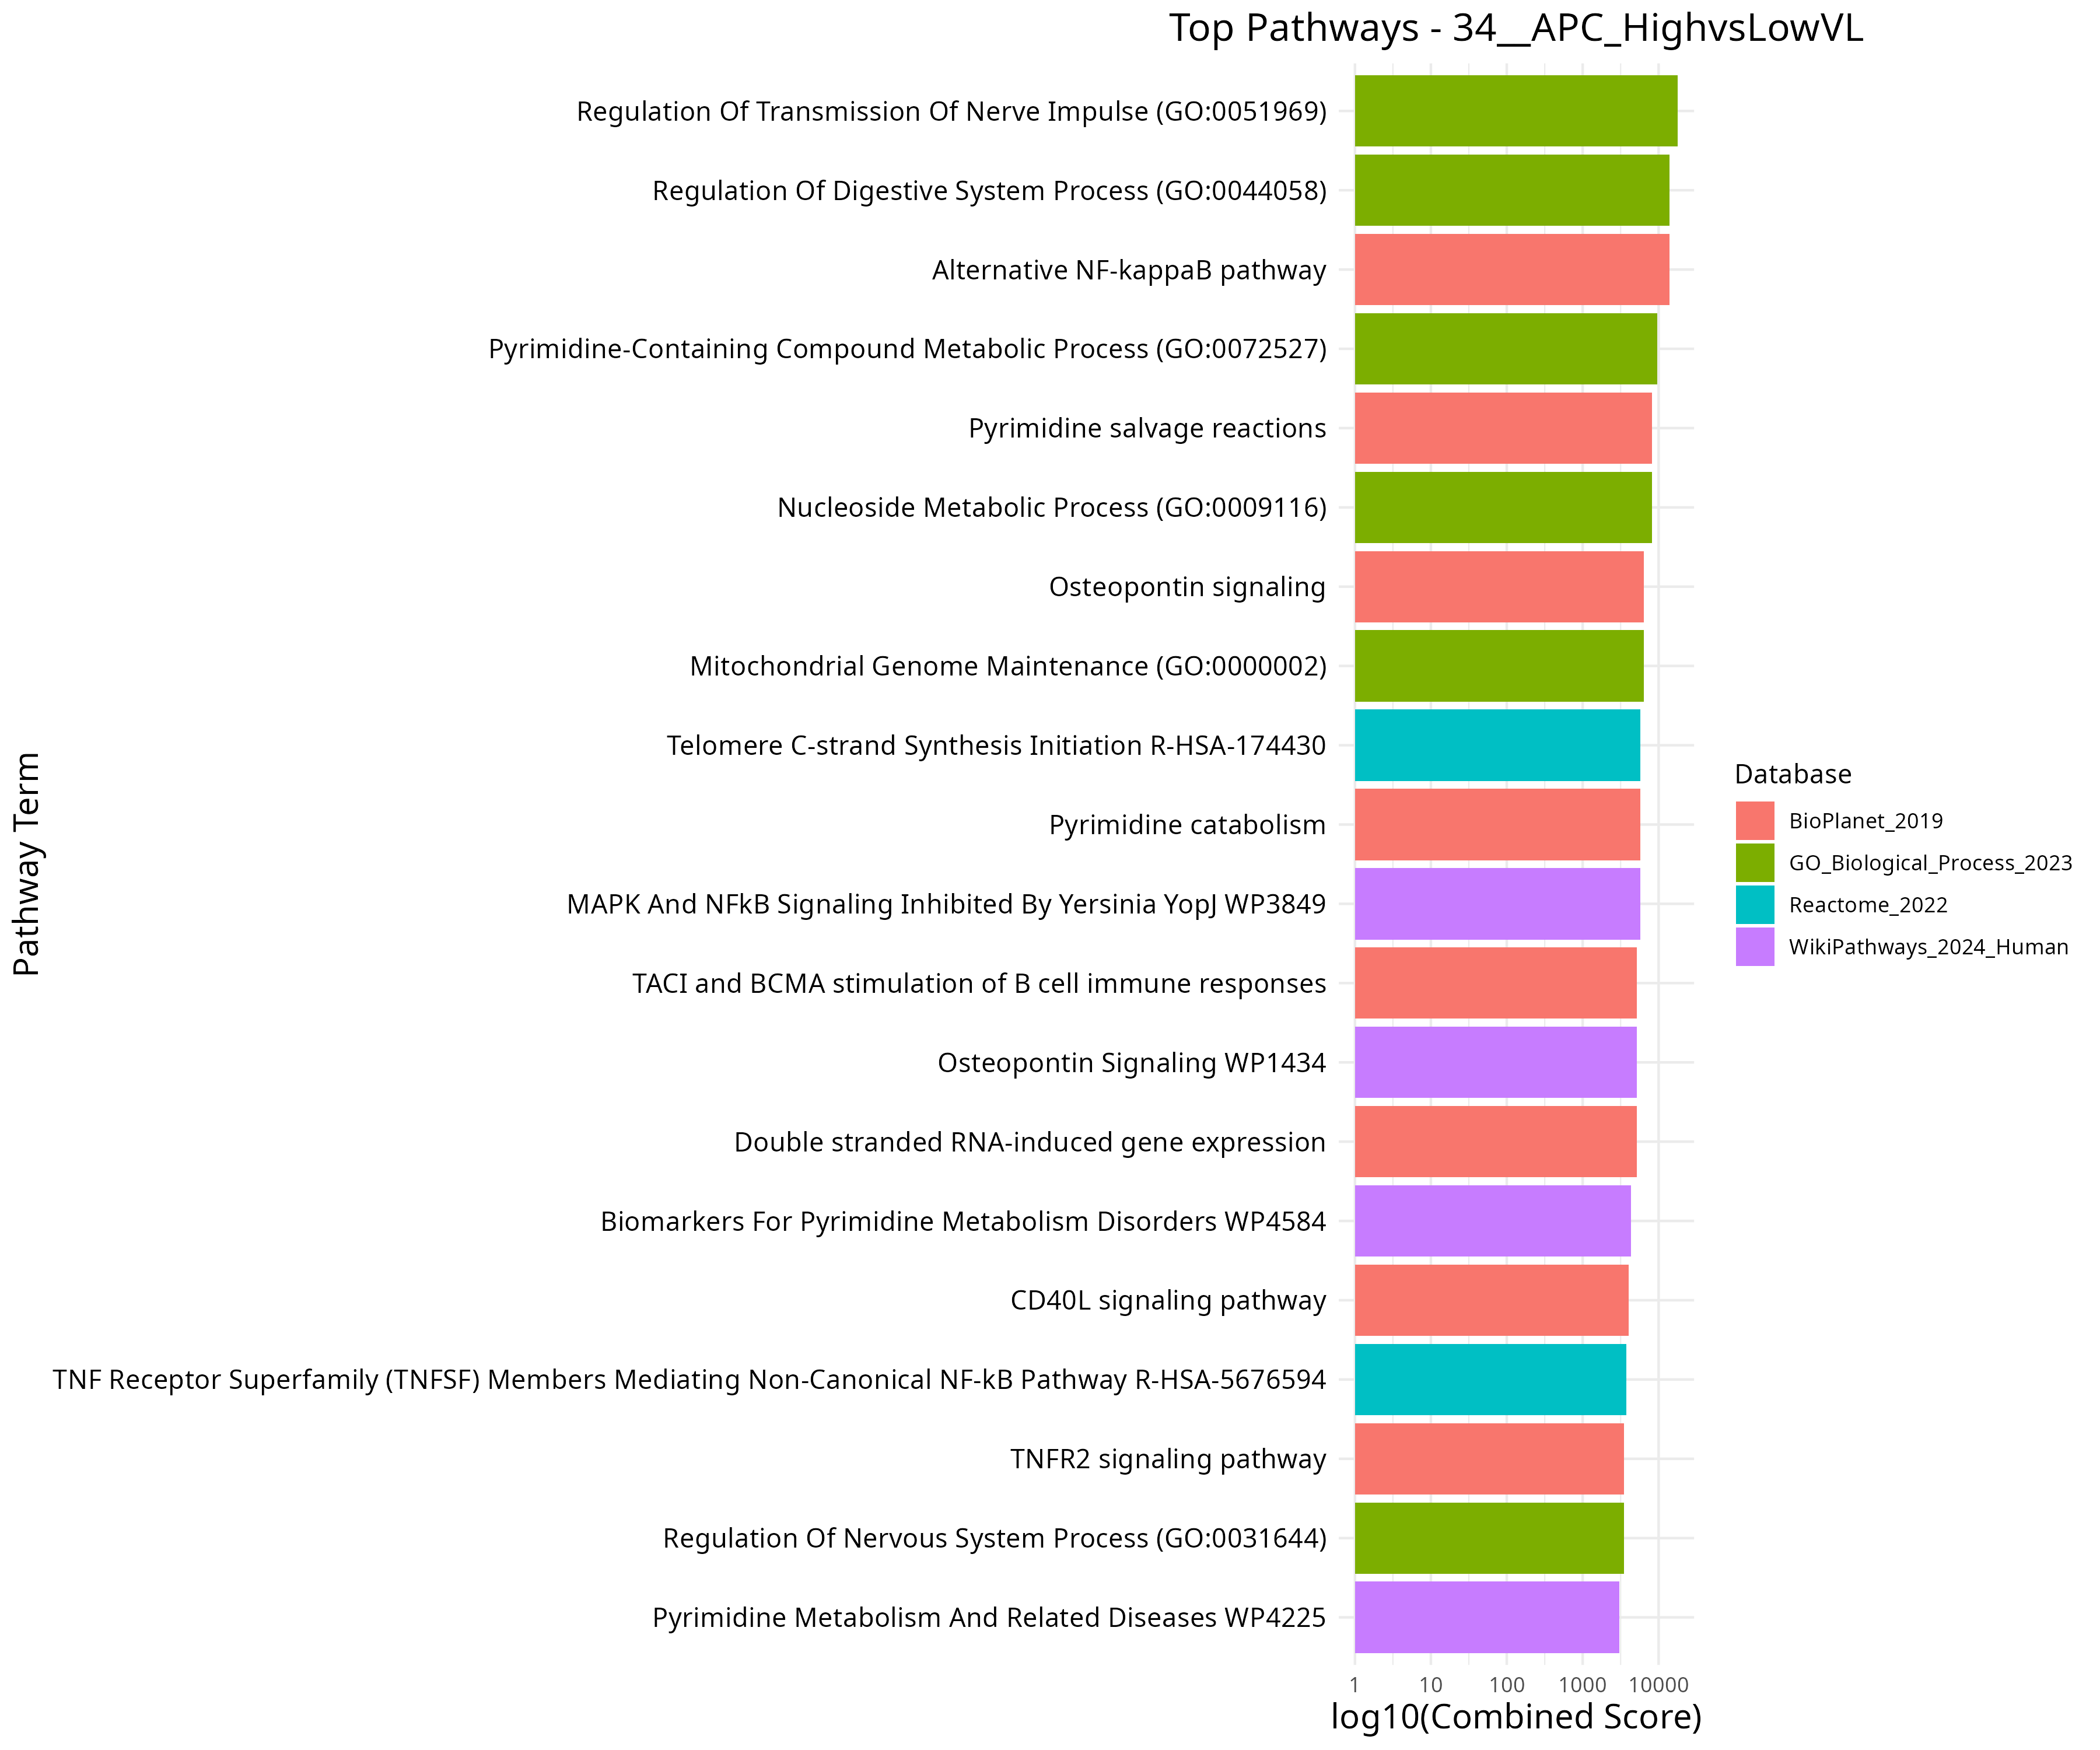 Top Pathways - 34__APC_HighvsLowVL
Regulation Of Transmission Of Nerve Impulse (GO:0051969)
Regulation Of Digestive System Process (GO:0044058)
Alternative NF-kappaB pathway
Pyrimidine-Containing Compound Metabolic Process (GO:0072527)
Pyrimidine salvage reactions
Nucleoside Metabolic Process (GO:0009116)
Osteopontin signaling
Mitochondrial Genome Maintenance (GO:0000002)
Telomere C-strand Synthesis Initiation R-HSA-174430
Pyrimidine catabolism
MAPK And NFkB Signaling Inhibited By Yersinia YopJ WP3849
TACI and BCMA stimulation of B cell immune responses
Osteopontin Signaling WP1434
Double stranded RNA-induced gene expression
Biomarkers For Pyrimidine Metabolism Disorders WP4584
CD40L signaling pathway
TNF Receptor Superfamily (TNFSF) Members Mediating Non-Canonical NF-kB Pathway R-HSA-5676594
TNFR2 signaling pathway
Regulation Of Nervous System Process (GO:0031644)
Pyrimidine Metabolism And Related Diseases WP4225
Pathway Term
1 10 100 1000 10000
log10(Combined Score)
Database
BioPlanet_2019
GO_Biological_Process_2023
Reactome_2022
WikiPathways_2024_Human